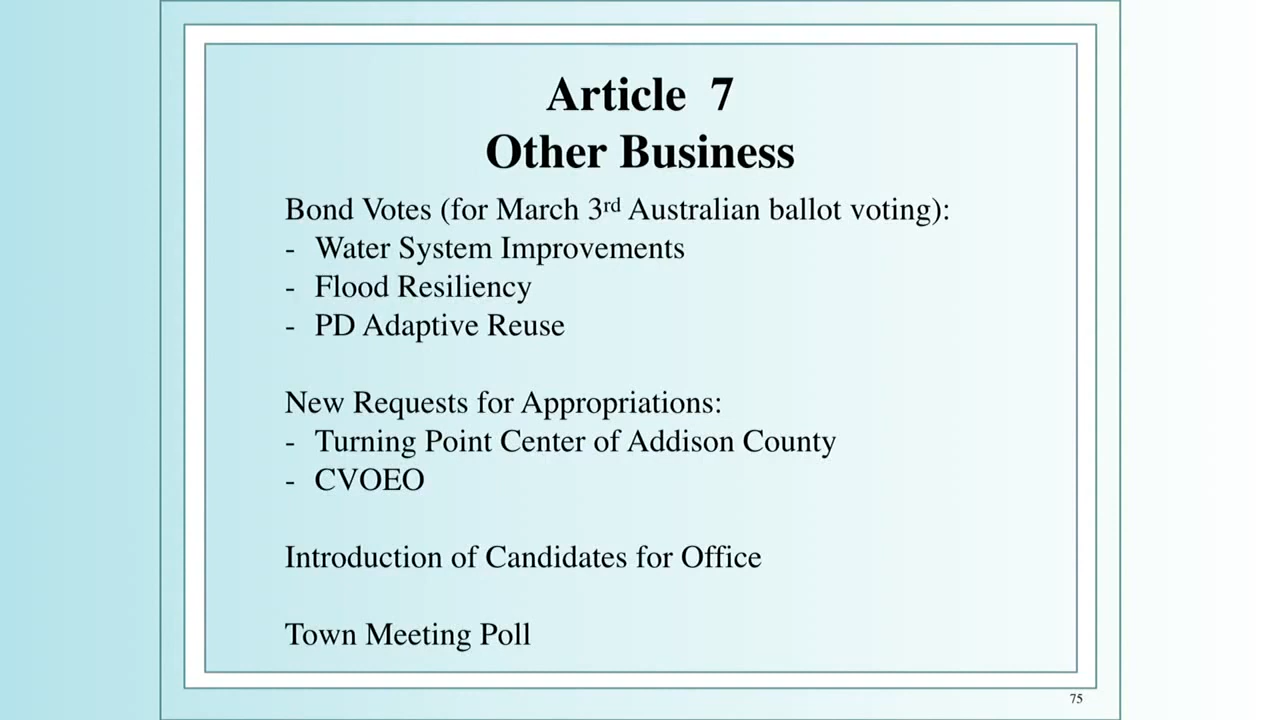 Article 7
Other Business
Bond Votes (for March 3rd Australian ballot voting):
- Water System Improvements
- Flood Resiliency
- PD Adaptive Reuse
New Requests for Appropriations:
- Turning Point Center of Addison County
- CVOEO
Introduction of Candidates for Office
Town Meeting Poll
75